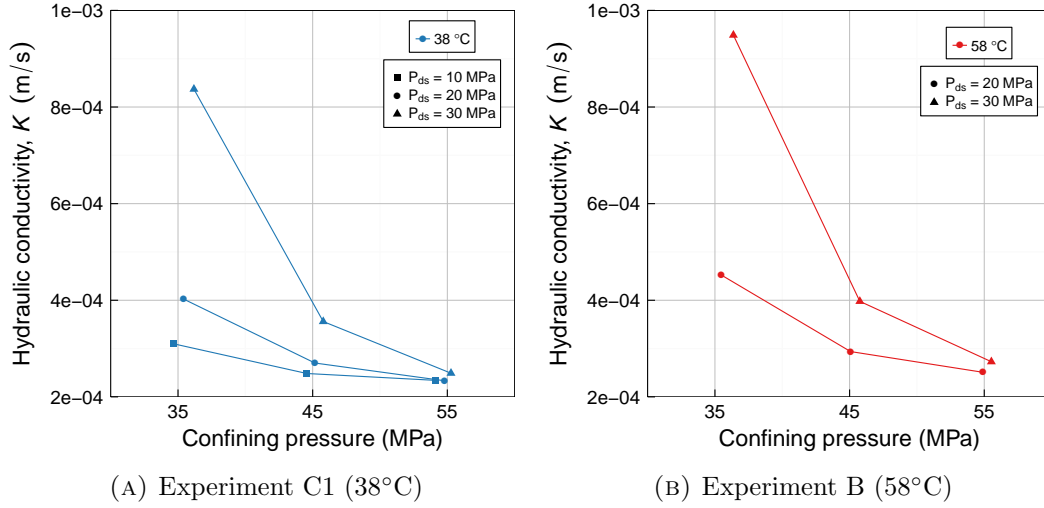 1e−03
8e−04
6e−04
4e−04
2e−04
Hydraulic conductivity, K (m/s)
38 °C
P_ds = 10 MPa
P_ds = 20 MPa
P_ds = 30 MPa
35 45 55
Confining pressure (MPa)
(A) Experiment C1 (38°C)
1e−03
8e−04
6e−04
4e−04
2e−04
Hydraulic conductivity, K (m/s)
58 °C
P_ds = 20 MPa
P_ds = 30 MPa
35 45 55
Confining pressure (MPa)
(B) Experiment B (58°C)